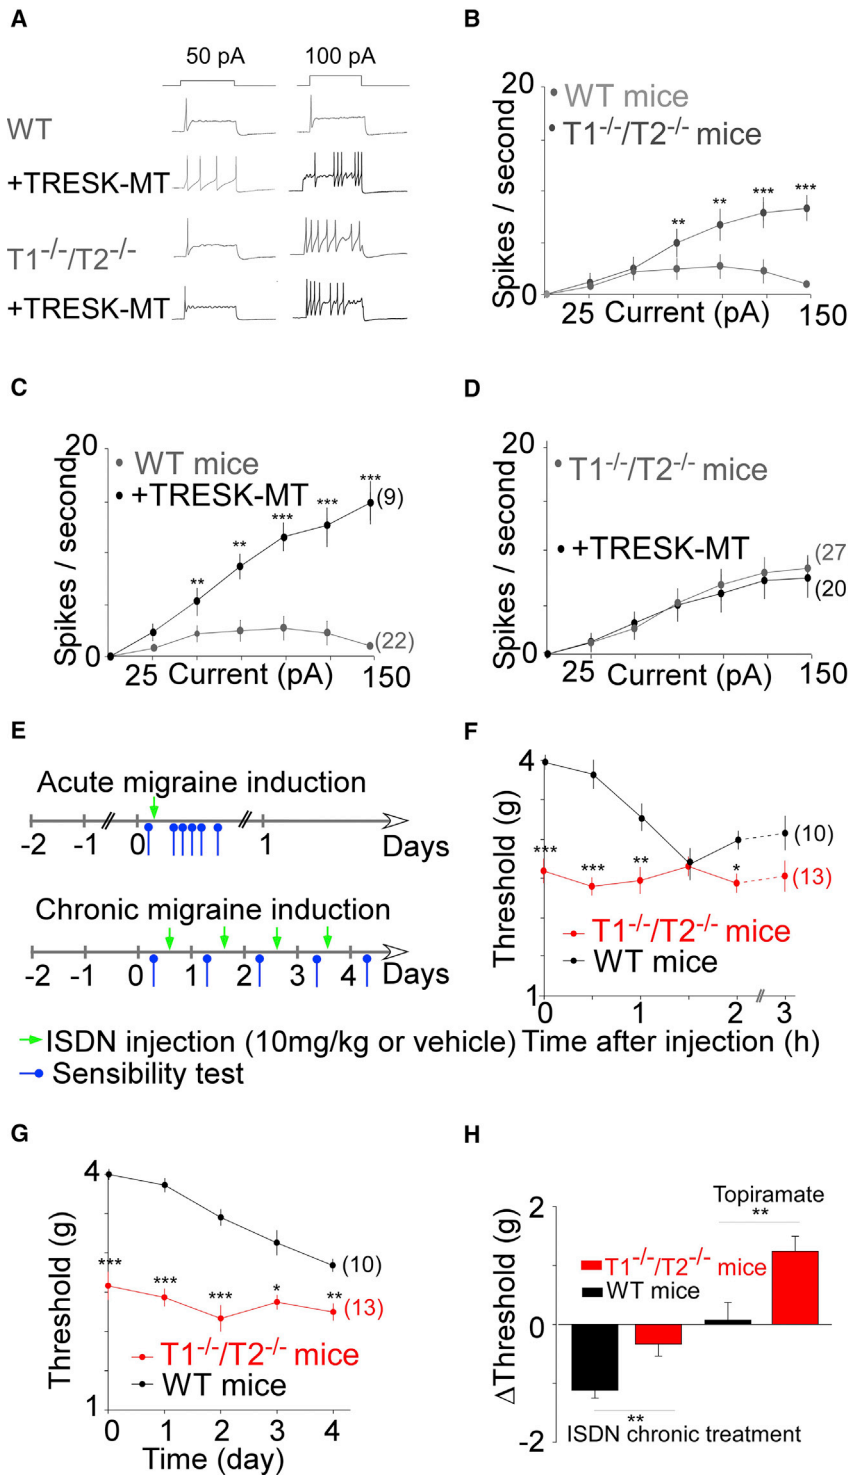 A
50 pA 100 pA
WT
+TRESK-MT
T1-/-/T2-/-
+TRESK-MT
B
20
WT mice
T1-/-/T2-/- mice
Spikes / second
** ** *** ***
0
25 Current (pA) 150
C
20
WT mice
+TRESK-MT
Spikes / second
** ** *** *** ***
(9)
(22)
0
25 Current (pA) 150
D
20
T1-/-/T2-/- mice
+TRESK-MT
Spikes / second
(27
(20
0
25 Current (pA) 150
E
Acute migraine induction
-2 -1 0 1 Days
Chronic migraine induction
-2 -1 0 1 2 3 4 Days
ISDN injection (10mg/kg or vehicle)
Sensibility test
F
4
Threshold (g)
*** *** ** *
(10)
(13)
T1-/-/T2-/- mice
WT mice
1
0 0 1 2 3
Time after injection (h)
G
4
Threshold (g)
*** *** *** * **
(10)
(13)
T1-/-/T2-/- mice
WT mice
1
0 1 2 3 4
Time (day)
H
2
Topiramate
**
T1-/-/T2-/- mice
WT mice
ΔThreshold (g)
0
**
ISDN chronic treatment
-2